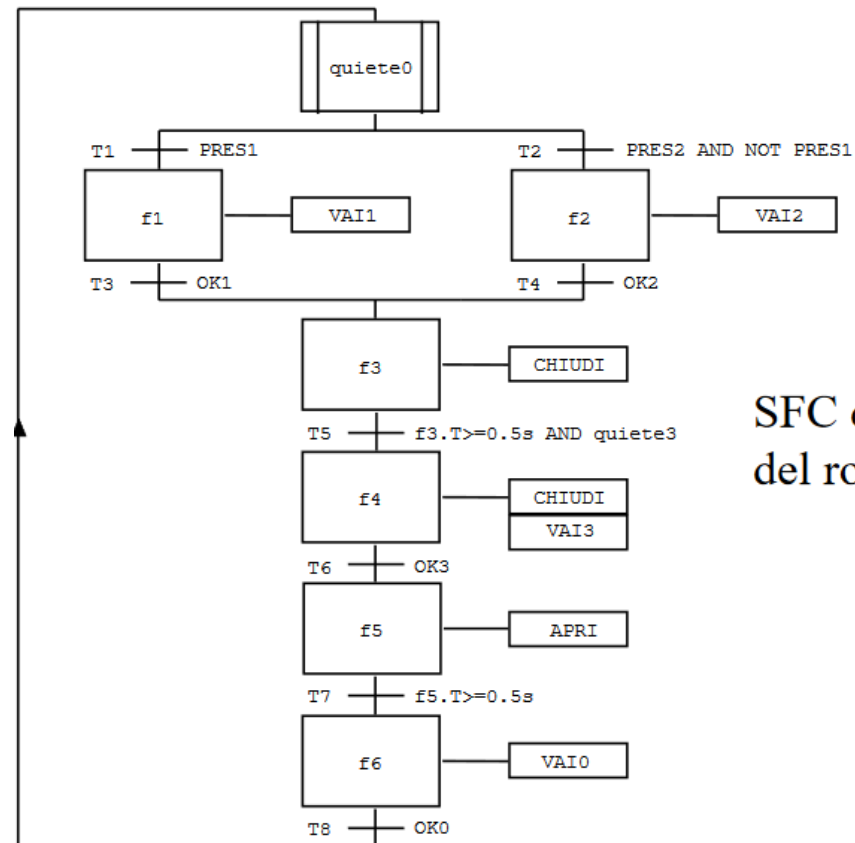 quiete0
T1 PRES1
T2 PRES2 AND NOT PRES1
f1
VAI1
f2
VAI2
T3 OK1
T4 OK2
f3
CHIUDI
T5 f3.T>=0.5s AND quiete3
SFC
del
f4
CHIUDI
VAI3
T6 OK3
f5
APRI
T7 f5.T>=0.5s
f6
VAI0
T8 OK0